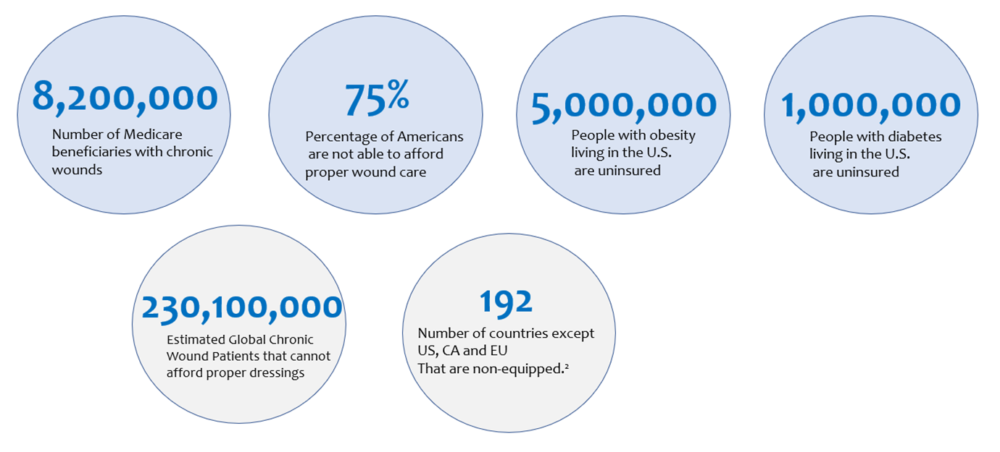 8,200,000
Number of Medicare
beneficiaries with chronic
wounds
75%
Percentage of Americans
are not able to afford
proper wound care
5,000,000
People with obesity
living in the U.S.
are uninsured
1,000,000
People with diabetes
living in the U.S.
are uninsured
230,100,000
Estimated Global Chronic
Wound Patients that cannot
afford proper dressings
192
Number of countries except
US, CA and EU
That are non-equipped.²